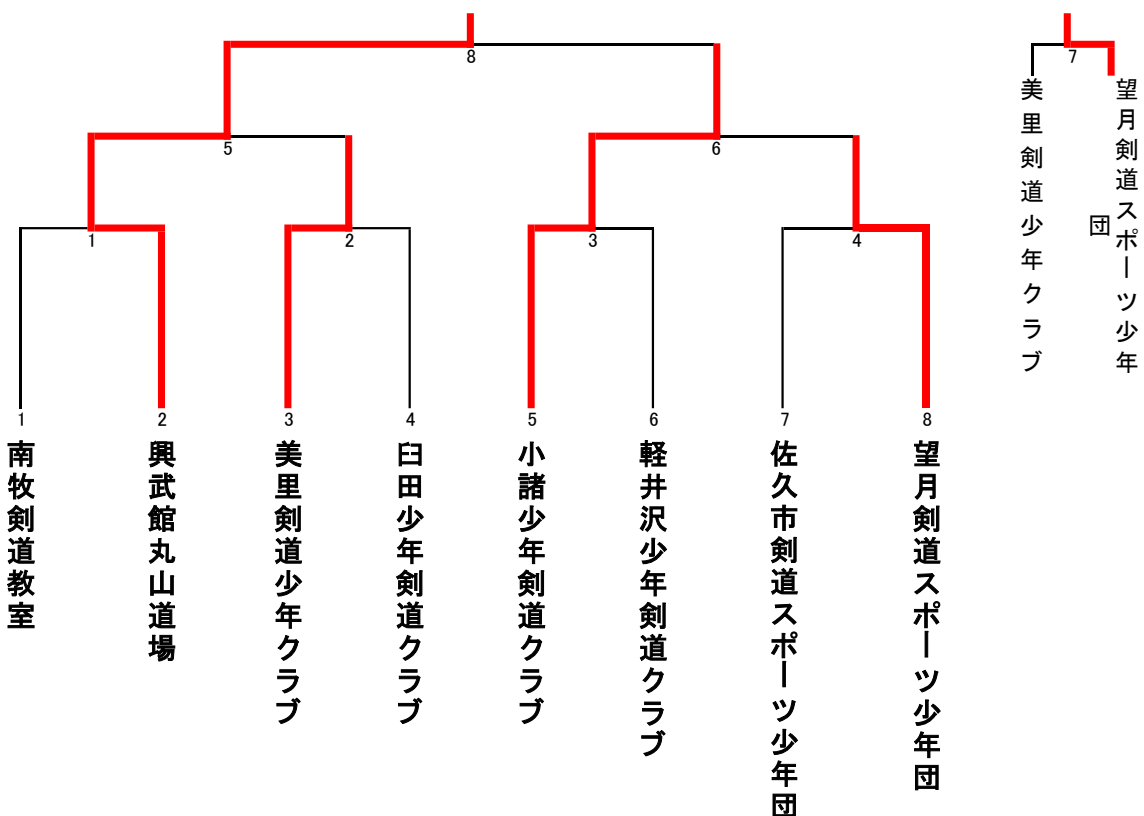 8
7
美里剣道少年クラブ
望月剣道スポーツ少年
団
5
6
1
2
3
4
1
2
3
4
5
6
7
8
南牧剣道教室
興武館丸山道場
美里剣道少年クラブ
臼田少年剣道クラブ
小諸少年剣道クラブ
軽井沢少年剣道クラブ
佐久市剣道スポーツ少年団
望月剣道スポーツ少年団